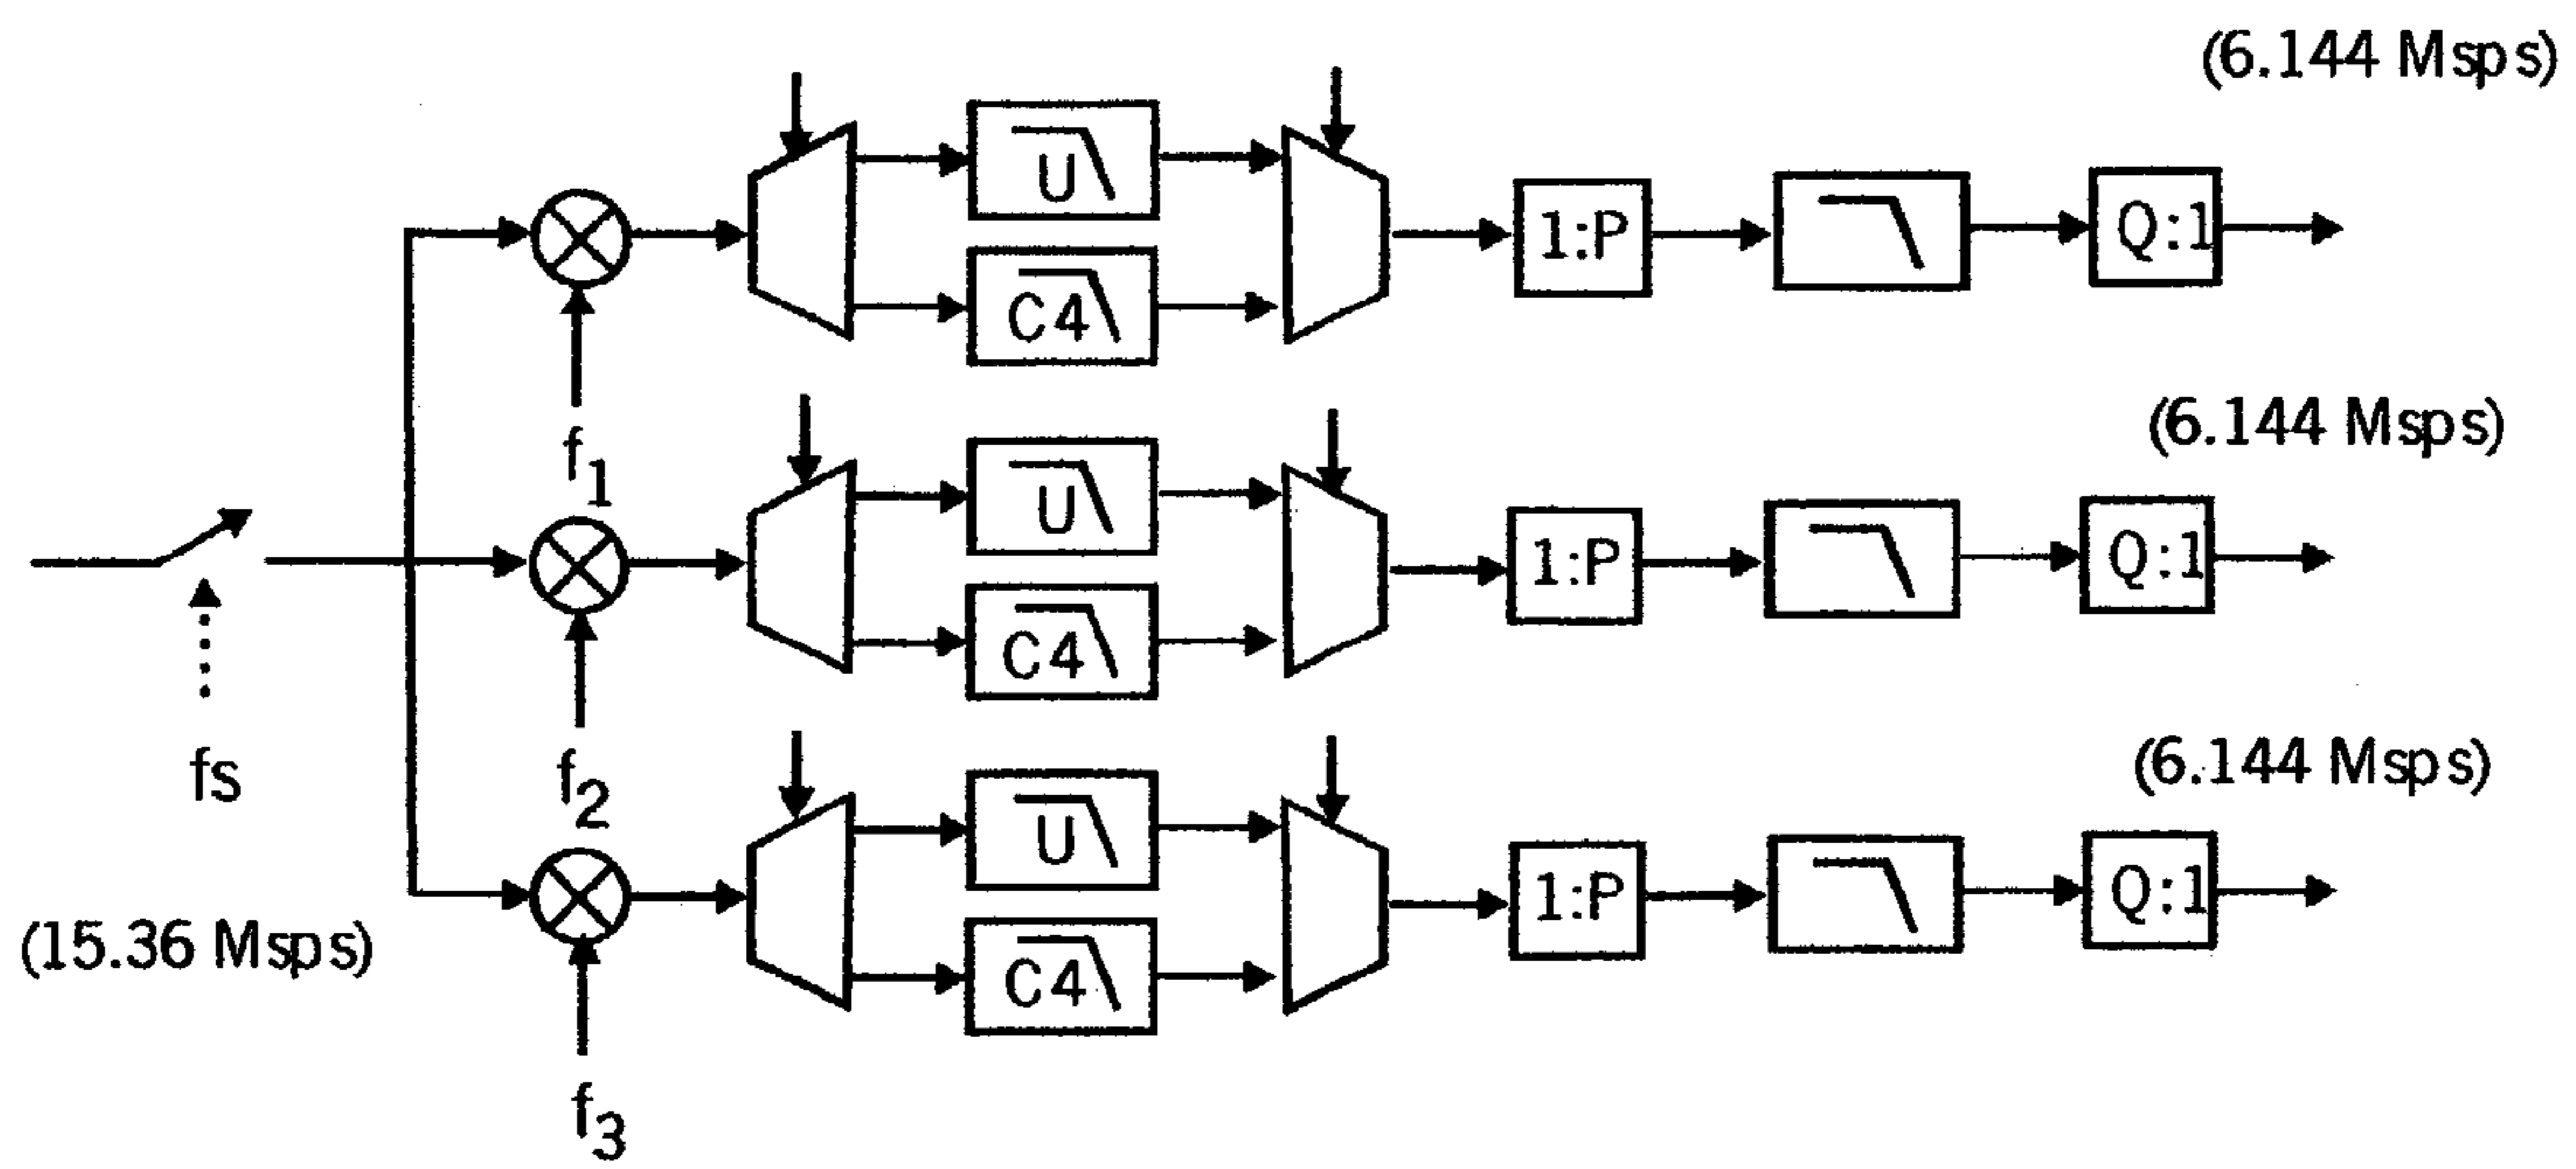 (6.144 Msps)
U
1:P
Q:1
C4
f1
(6.144 Msps)
U
1:P
Q:1
C4
fs
f2
(6.144 Msps)
U
1:P
Q:1
(15.36 Msps)
C4
f3